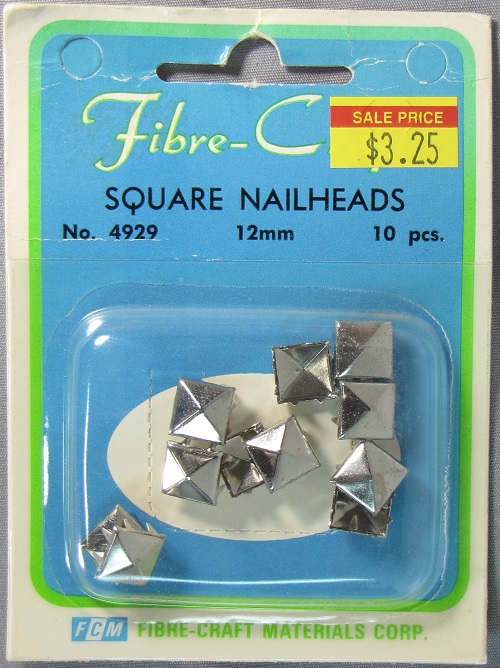 Fibre-C
SALE PRICE
$3.25
SQUARE NAILHEADS
No. 4929 12mm 10 pcs.
FCM FIBRE-CRAFT MATERIALS CORP.